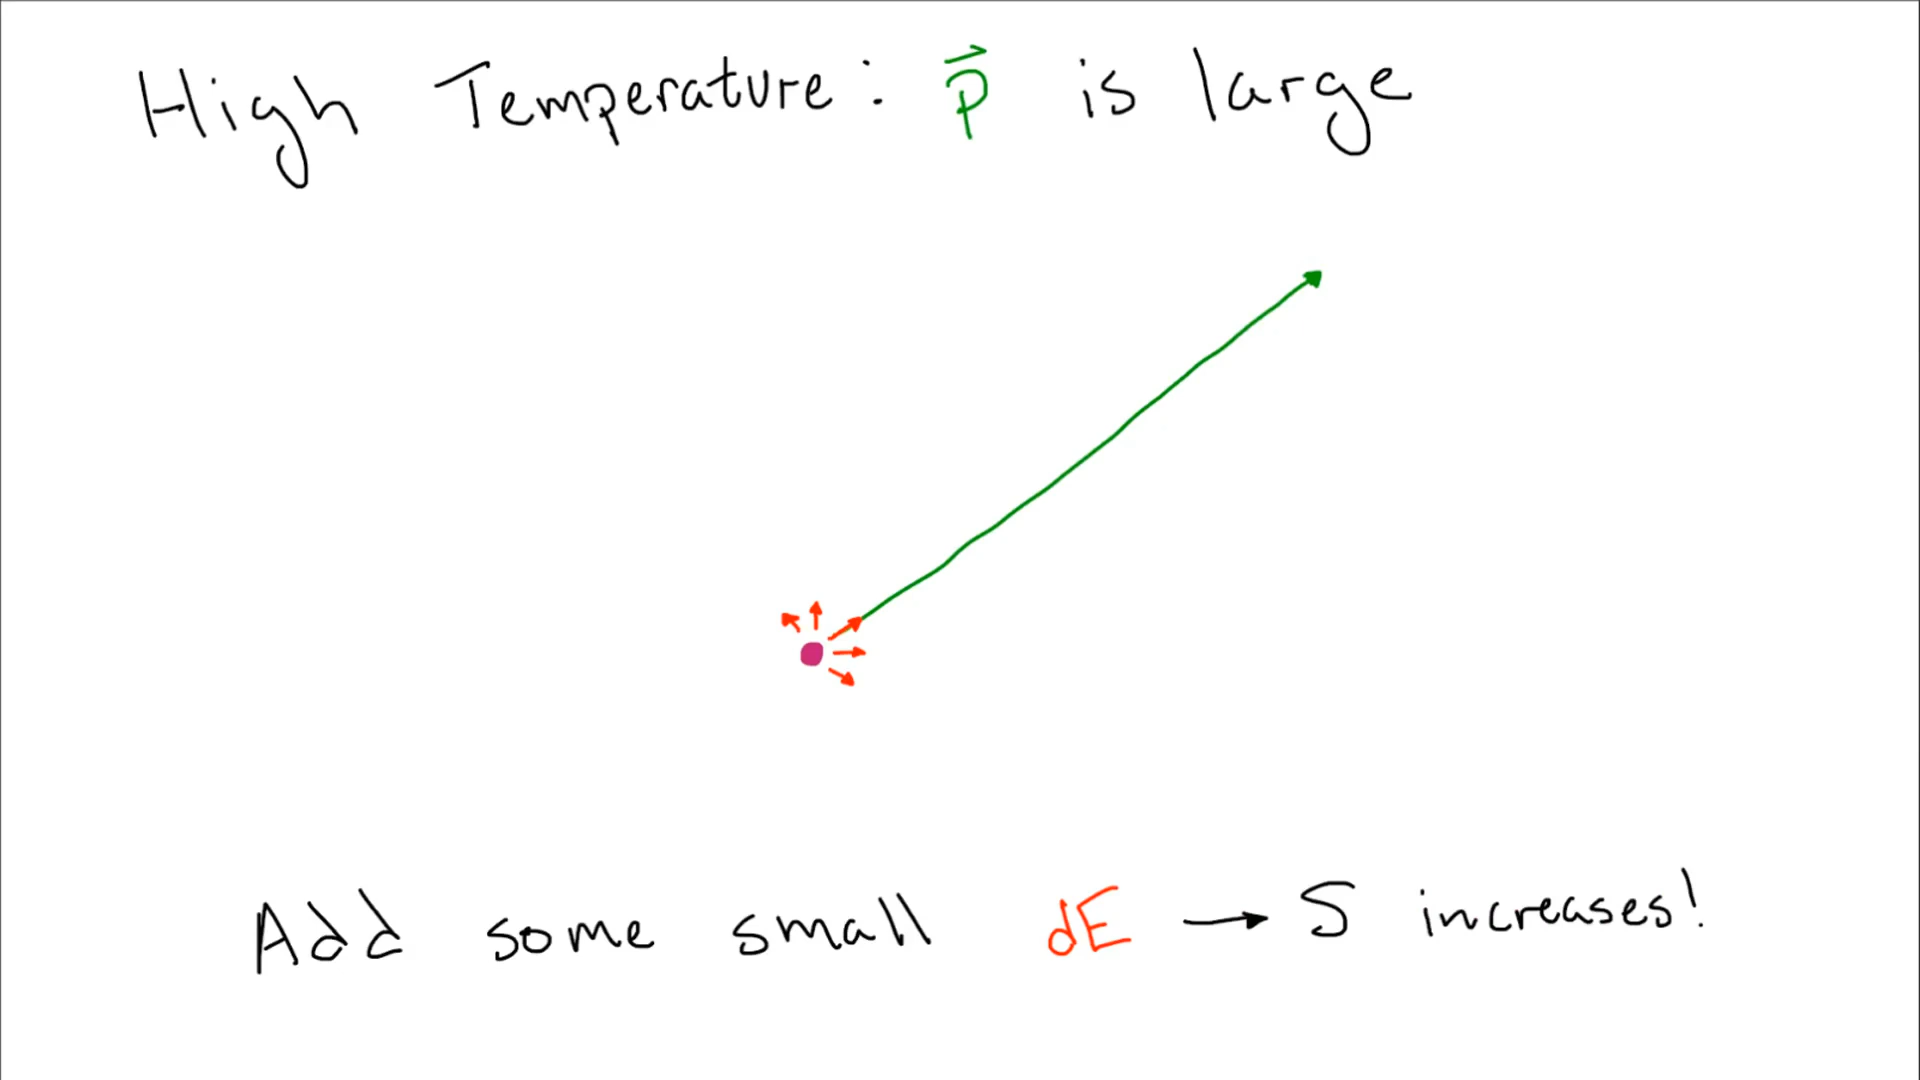 High Temperature: p⃗ is large
Add some small dE → S increases!